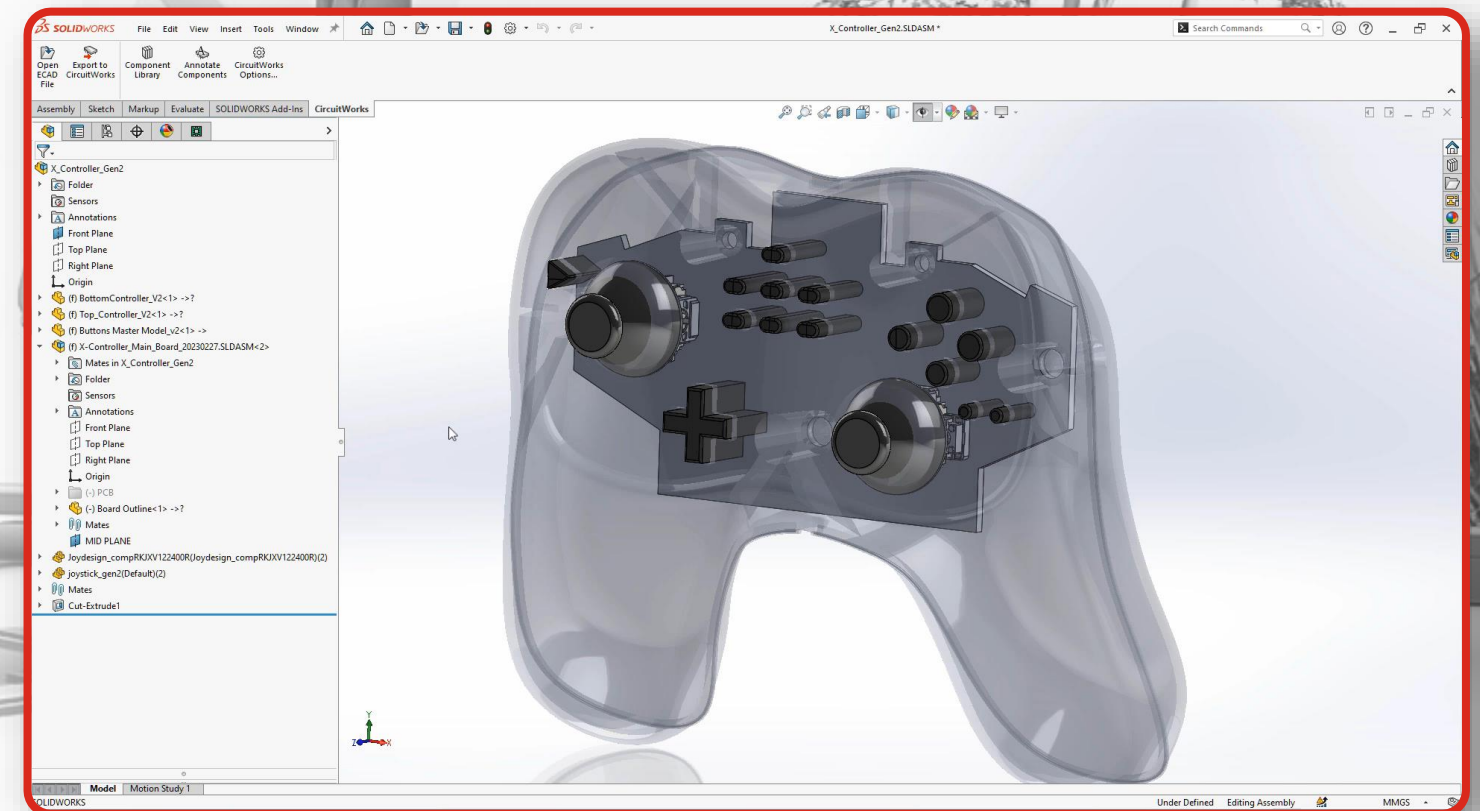 SOLIDWORKS File Edit View Insert Tools Window X_Controller_Gen2.SLDASM * Search Commands
Open ECAD File
Export to CircuitWorks
Component Library
Annotate Components
CircuitWorks Options...
Assembly Sketch Markup Evaluate SOLIDWORKS Add-Ins CircuitWorks
X_Controller_Gen2
Folder
Sensors
Annotations
Front Plane
Top Plane
Right Plane
Origin
(f) BottomController_V2<1> ->?
(f) Top_Controller_V2<1> ->?
(f) Buttons Master Model_v2<1> ->
(f) X-Controller_Main_Board_20230227.SLDASM<2>
Mates in X_Controller_Gen2
Folder
Sensors
Annotations
Front Plane
Top Plane
Right Plane
Origin
(-) PCB
(-) Board Outline<1> ->?
Mates
MID PLANE
Joydesign_compRKJXV122400R(Joydesign_compRKJXV122400R)(2)
joystick_gen2(Default)(2)
Mates
Cut-Extrude1
Y
Z X
Model Motion Study 1
SOLIDWORKS Under Defined Editing Assembly MMGS